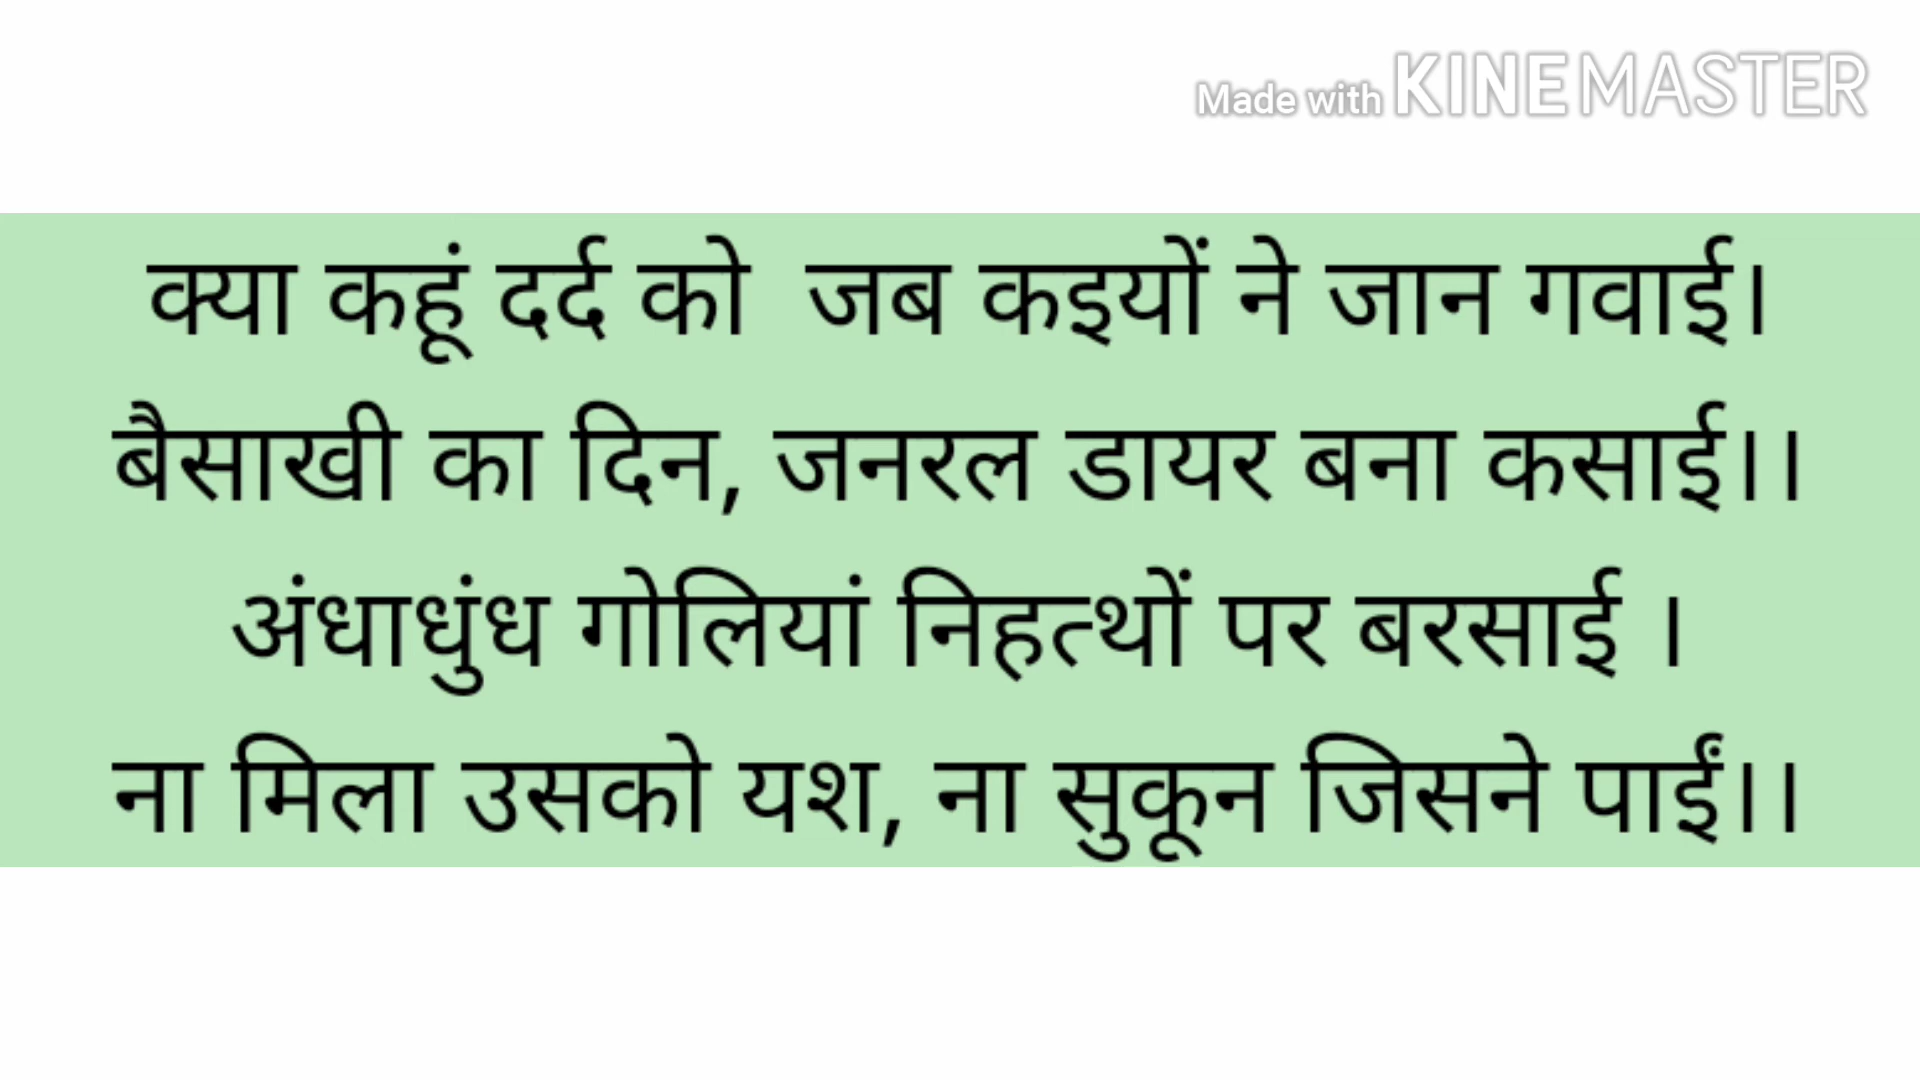 Made with KINEMASTER
क्या कहूं दर्द को जब कइयों ने जान गवाई।
बैसाखी का दिन, जनरल डायर बना कसाई।।
अंधाधुंध गोलियां निहत्थों पर बरसाई ।
ना मिला उसको यश, ना सुकून जिसने पाईं।।